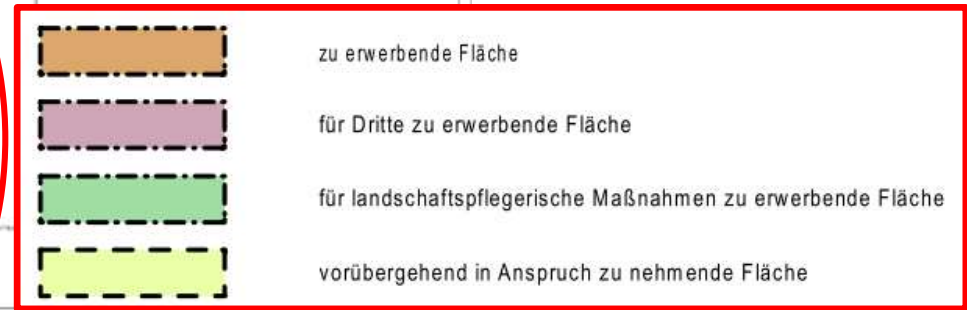 zu erwerbende Fläche
für Dritte zu erwerbende Fläche
für landschaftspflegerische Maßnahmen zu erwerbende Fläche
vorübergehend in Anspruch zu nehmende Fläche